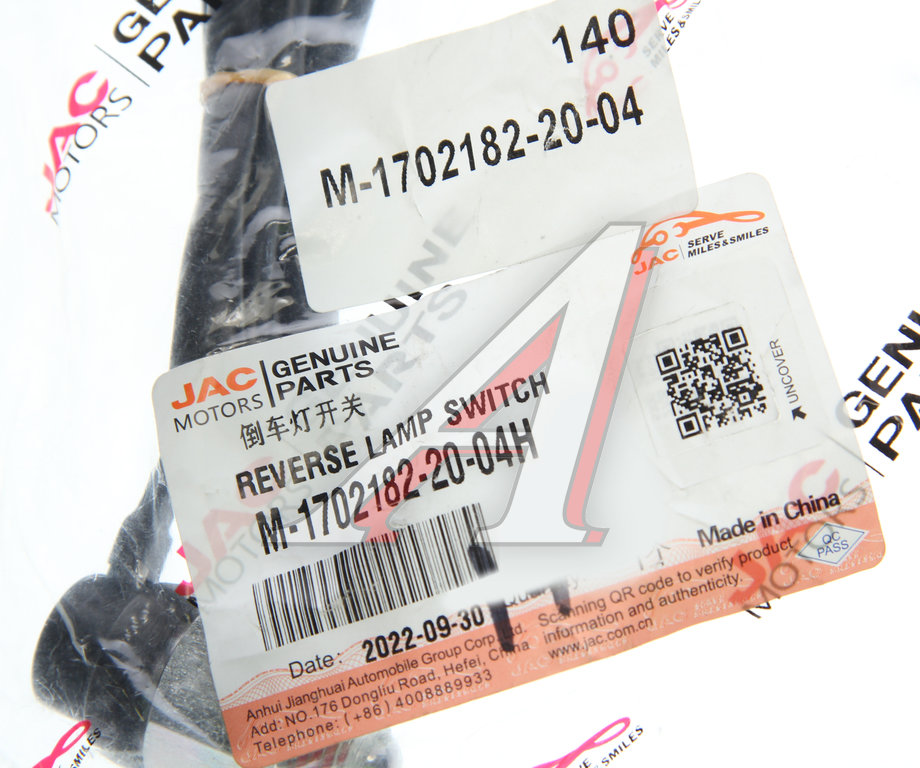 JAC
MOTORS
GENUINE
PARTS
140
M-1702182-20-04
JAC
SERVE
MILES&SMILES
JAC
MOTORS
GENUINE
PARTS
倒车灯开关
REVERSE LAMP SWITCH
M-1702182-20-04H
UNCOVER
Made in China
QC
PASS
Date: 2022-09-30
Scanning QR code to verify product
information and authenticity.
www.jac.com.cn
Anhui Jianghuai Automobile Group Corp. Ltd.
Add: NO.176 Dongliu Road, Hefei, China
Telephone: (+86) 4008889933